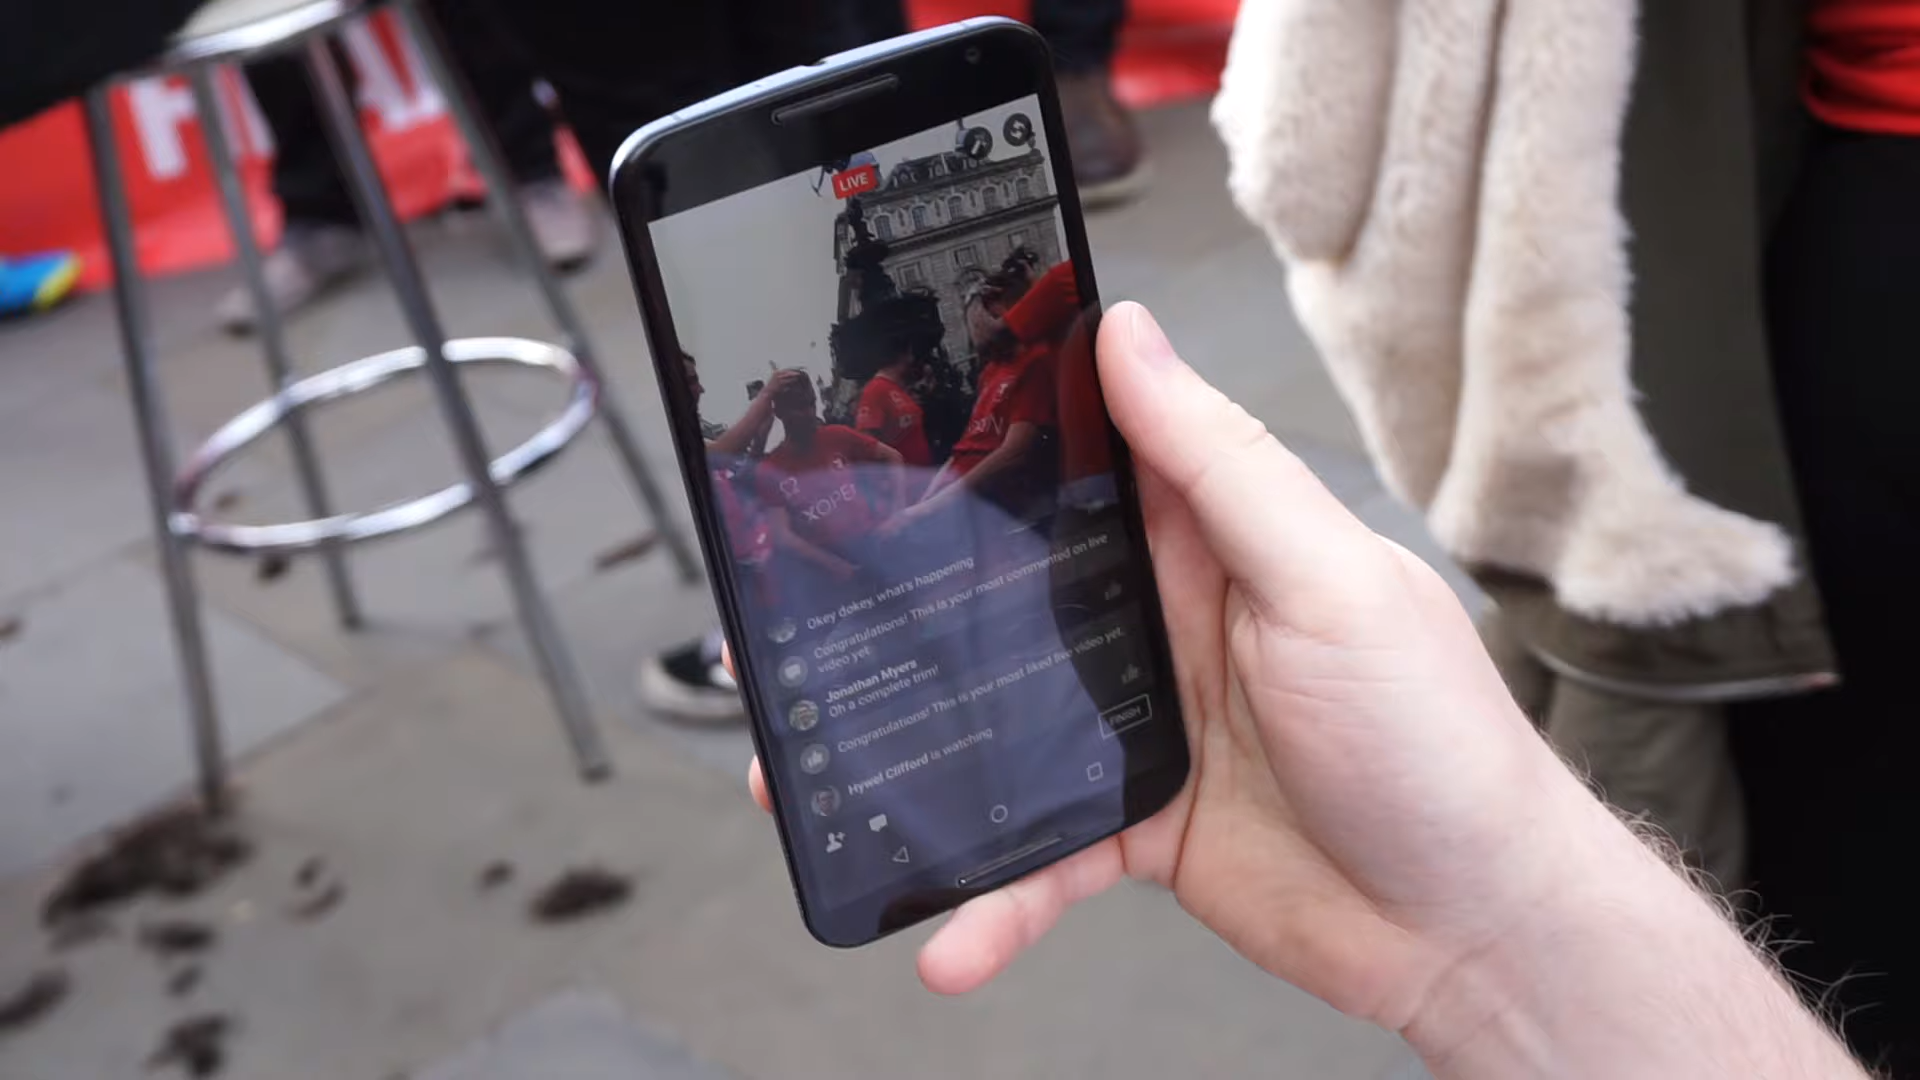 LIVE
Okey dokey, what's happening
Congratulations! This is your most commented on live
video yet
Jonathan Myers
Oh a complete trim!
Congratulations! This is your most liked live video yet.
Hywel Clifford is watching
FINISH